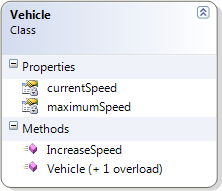 Vehicle
Class
Properties
currentSpeed
maximumSpeed
Methods
IncreaseSpeed
Vehicle (+ 1 overload)